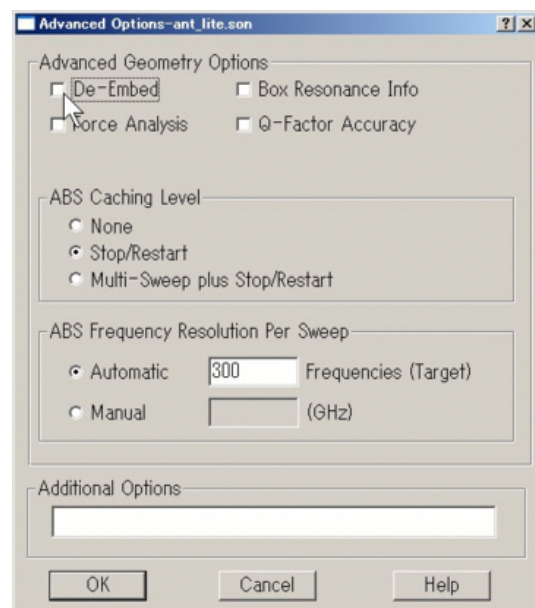 Advanced Options-ant_lite.son
Advanced Geometry Options
De-Embed
Box Resonance Info
Force Analysis
Q-Factor Accuracy
ABS Caching Level
None
Stop/Restart
Multi-Sweep plus Stop/Restart
ABS Frequency Resolution Per Sweep
Automatic 300 Frequencies (Target)
Manual (GHz)
Additional Options
OK Cancel Help